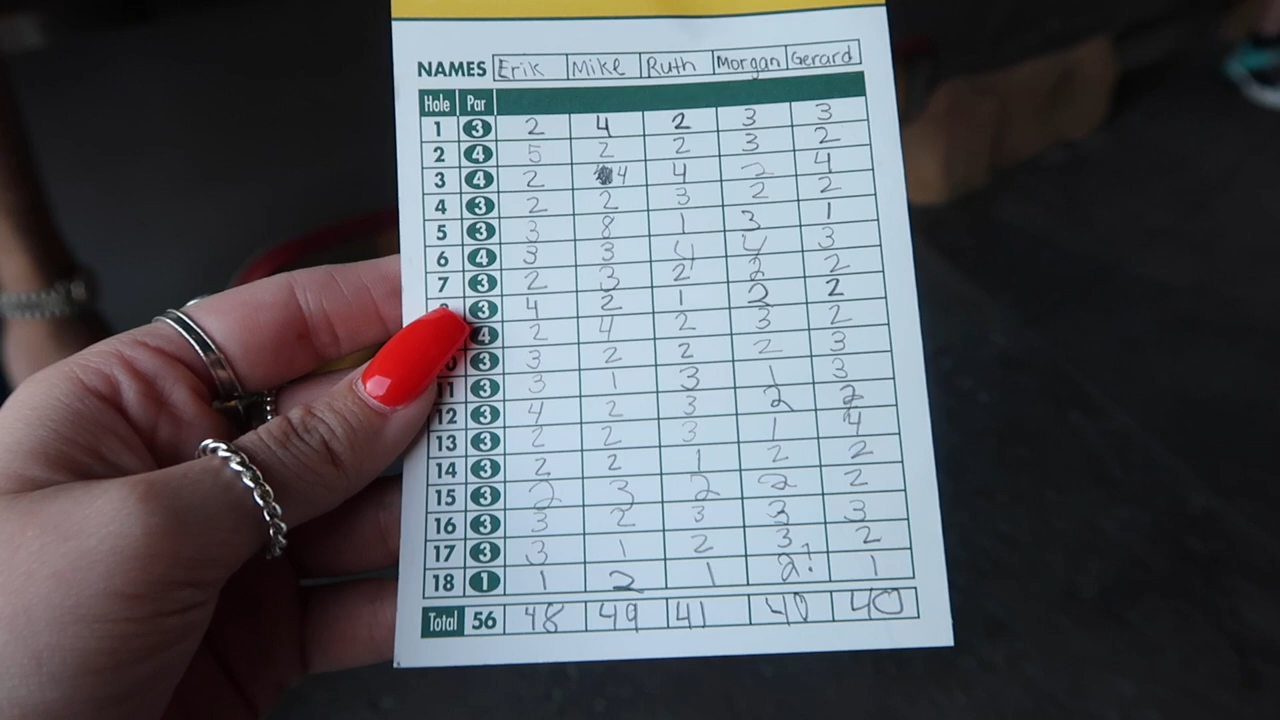 NAMES Erik Mike Ruth Morgan Gerard
Hole Par
1 3 2 4 2 3 3
2 4 5 2 2 3 2
3 4 2 4 4 2 4
4 3 2 2 3 2 2
5 3 3 8 1 3 1
6 4 3 3 4 4 3
7 3 2 3 2 2 2
3 4 2 1 2 2
4 2 4 2 3 2
3 3 2 2 2 3
11 3 3 1 3 1 3
12 3 4 2 3 2 2
13 3 2 2 3 1 4
14 3 2 2 1 2 2
15 3 2 3 2 2 2
16 3 3 2 3 3 3
17 3 3 1 2 3 2
18 1 1 2 1 2? 1
Total 56 48 49 41 40 40